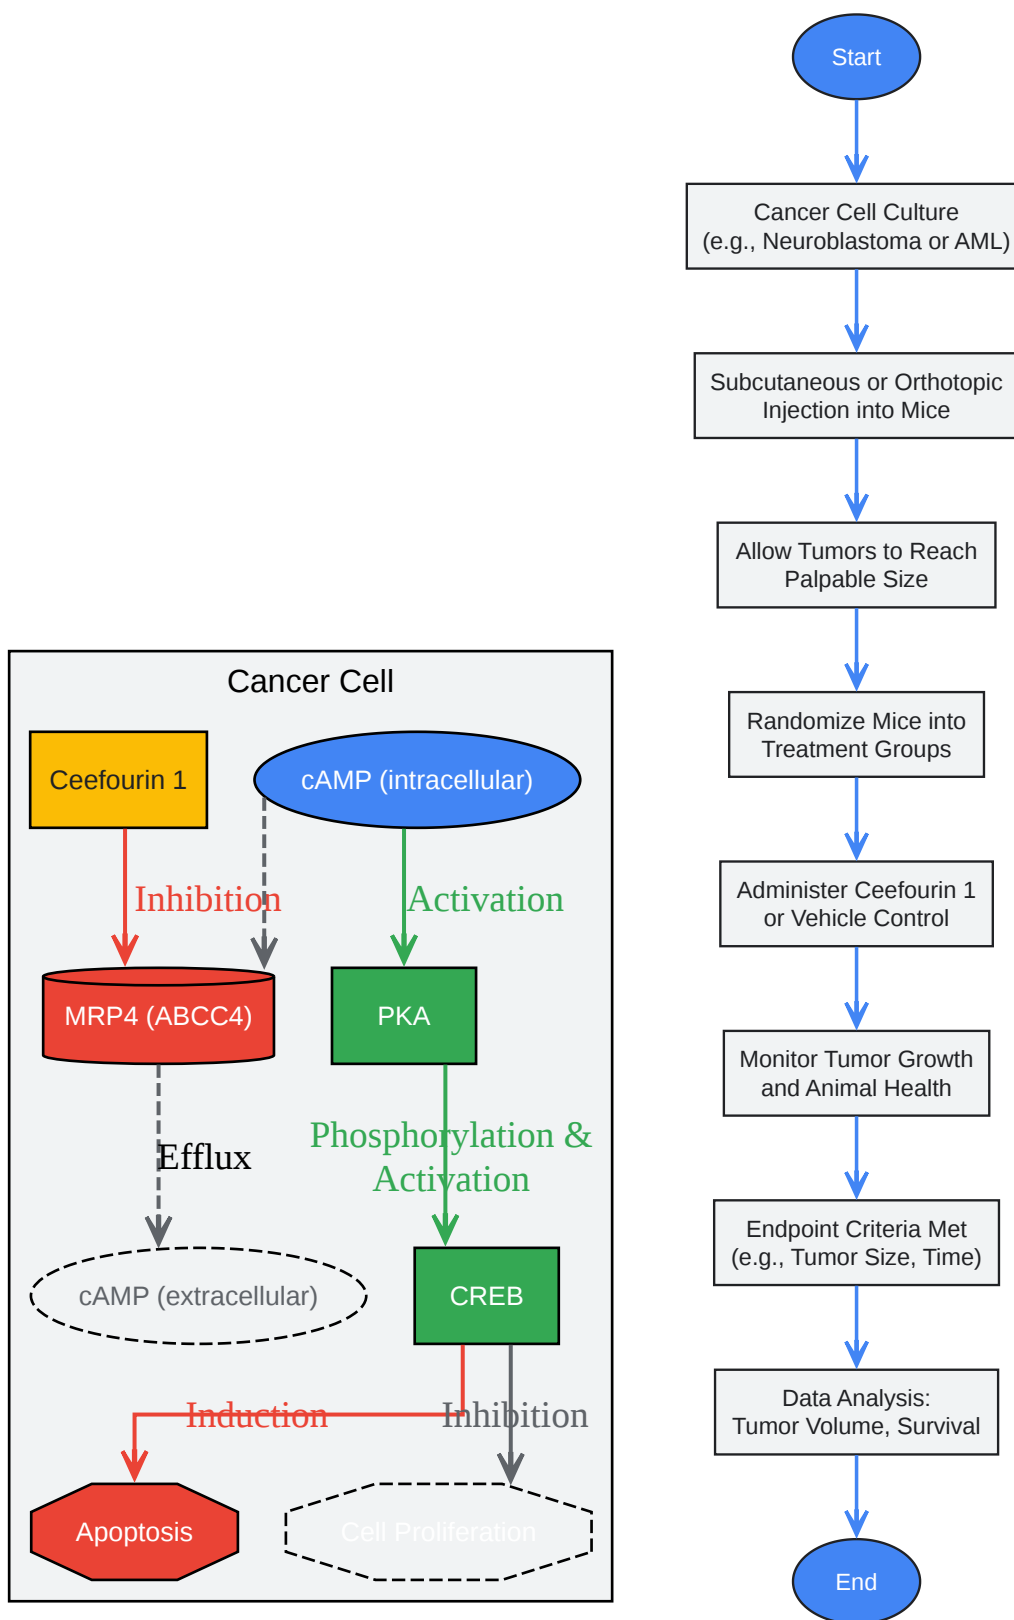 Start
Cancer Cell Culture
(e.g., Neuroblastoma or AML)
Subcutaneous or Orthotopic
Injection into Mice
Allow Tumors to Reach
Palpable Size
Randomize Mice into
Treatment Groups
Administer Ceefourin 1
or Vehicle Control
Monitor Tumor Growth
and Animal Health
Endpoint Criteria Met
(e.g., Tumor Size, Time)
Data Analysis:
Tumor Volume, Survival
End
Cancer Cell
Ceefourin 1
cAMP (intracellular)
Inhibition
Activation
MRP4 (ABCC4)
PKA
Efflux
Phosphorylation &
Activation
cAMP (extracellular)
CREB
Induction
Inhibition
Apoptosis
Cell Proliferation